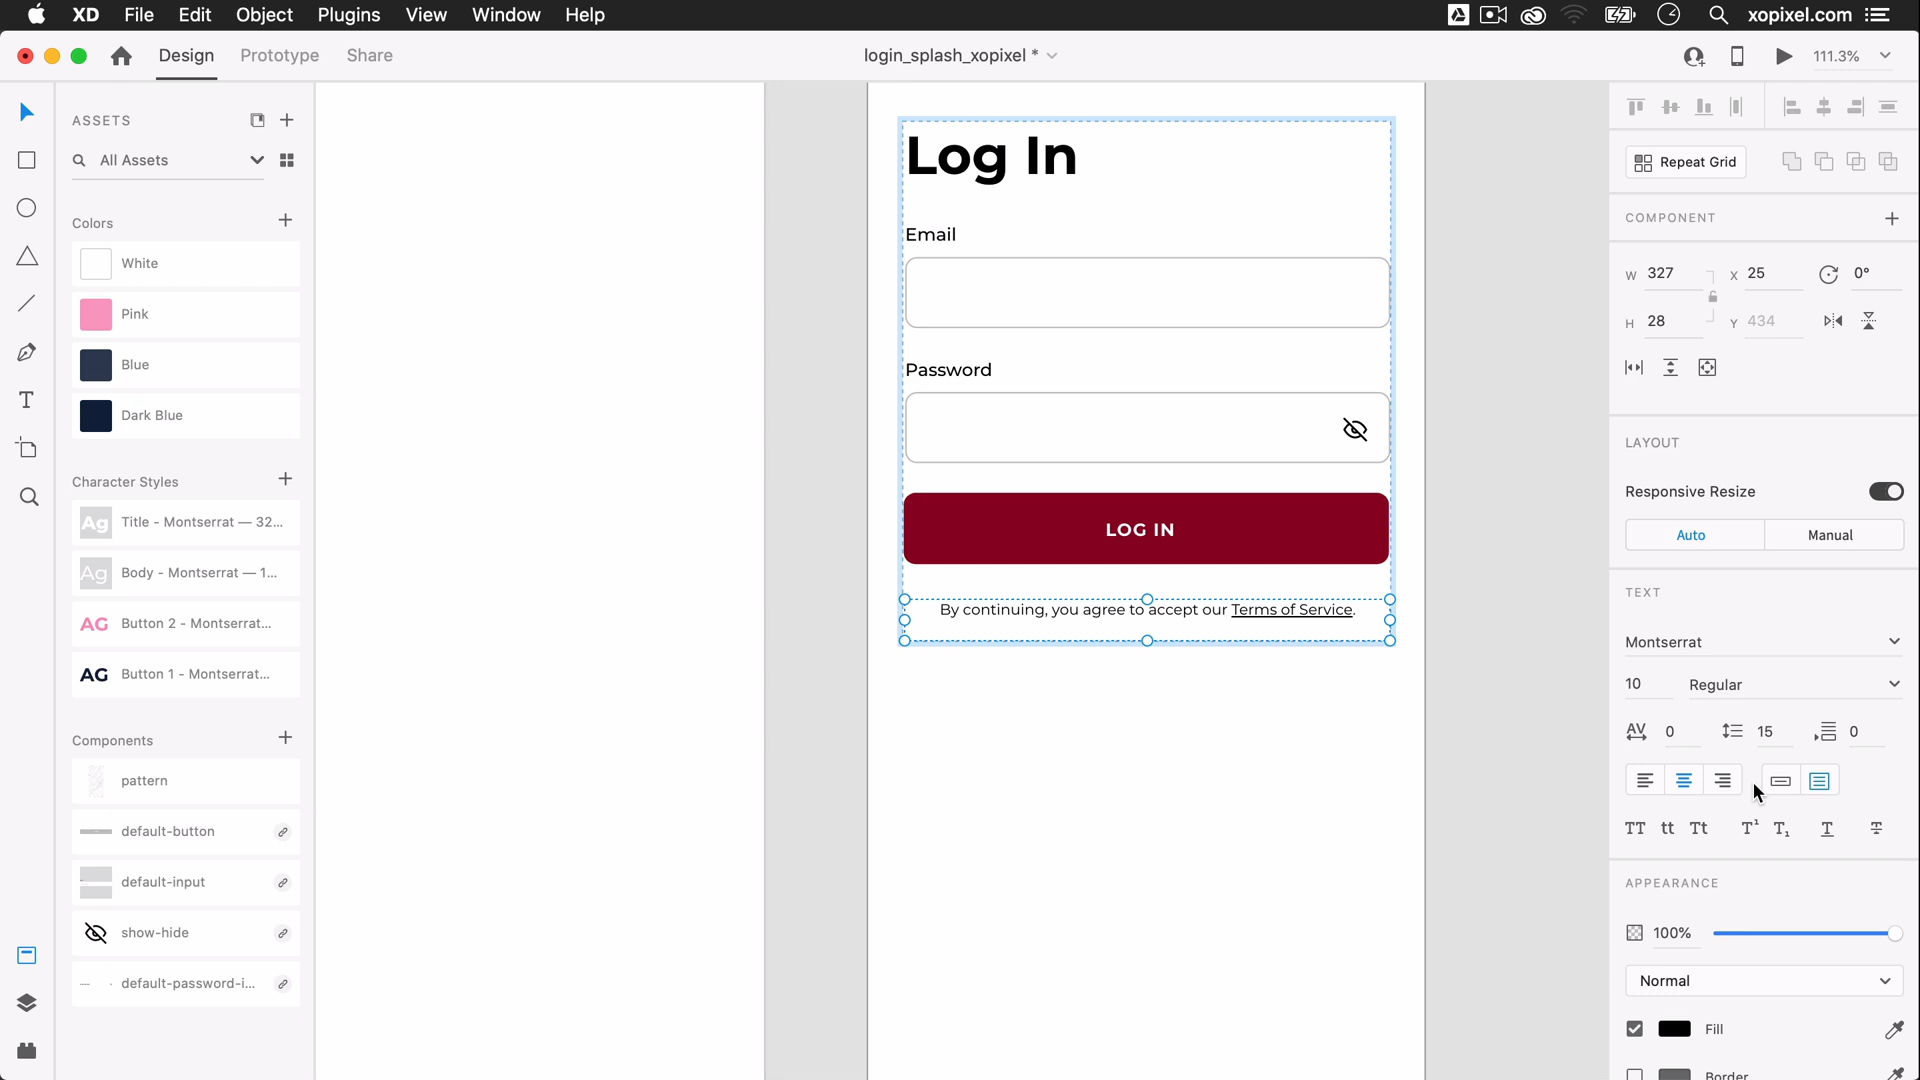 XD File Edit Object Plugins View Window Help
xopixel.com
Design Prototype Share
login_splash_xopixel *
111.3%
ASSETS
All Assets
Colors
White
Pink
Blue
Dark Blue
Character Styles
Ag Title - Montserrat — 32...
Ag Body - Montserrat — 1...
AG Button 2 - Montserrat...
AG Button 1 - Montserrat...
Components
pattern
default-button
default-input
show-hide
default-password-i...
Log In
Email
Password
LOG IN
By continuing, you agree to accept our Terms of Service.
Repeat Grid
COMPONENT
W 327 X 25 0°
H 28 Y 434
LAYOUT
Responsive Resize
Auto Manual
TEXT
Montserrat
10 Regular
AV 0 15 0
TT tt Tt T¹ T₁ T T
APPEARANCE
100%
Normal
Fill
Border